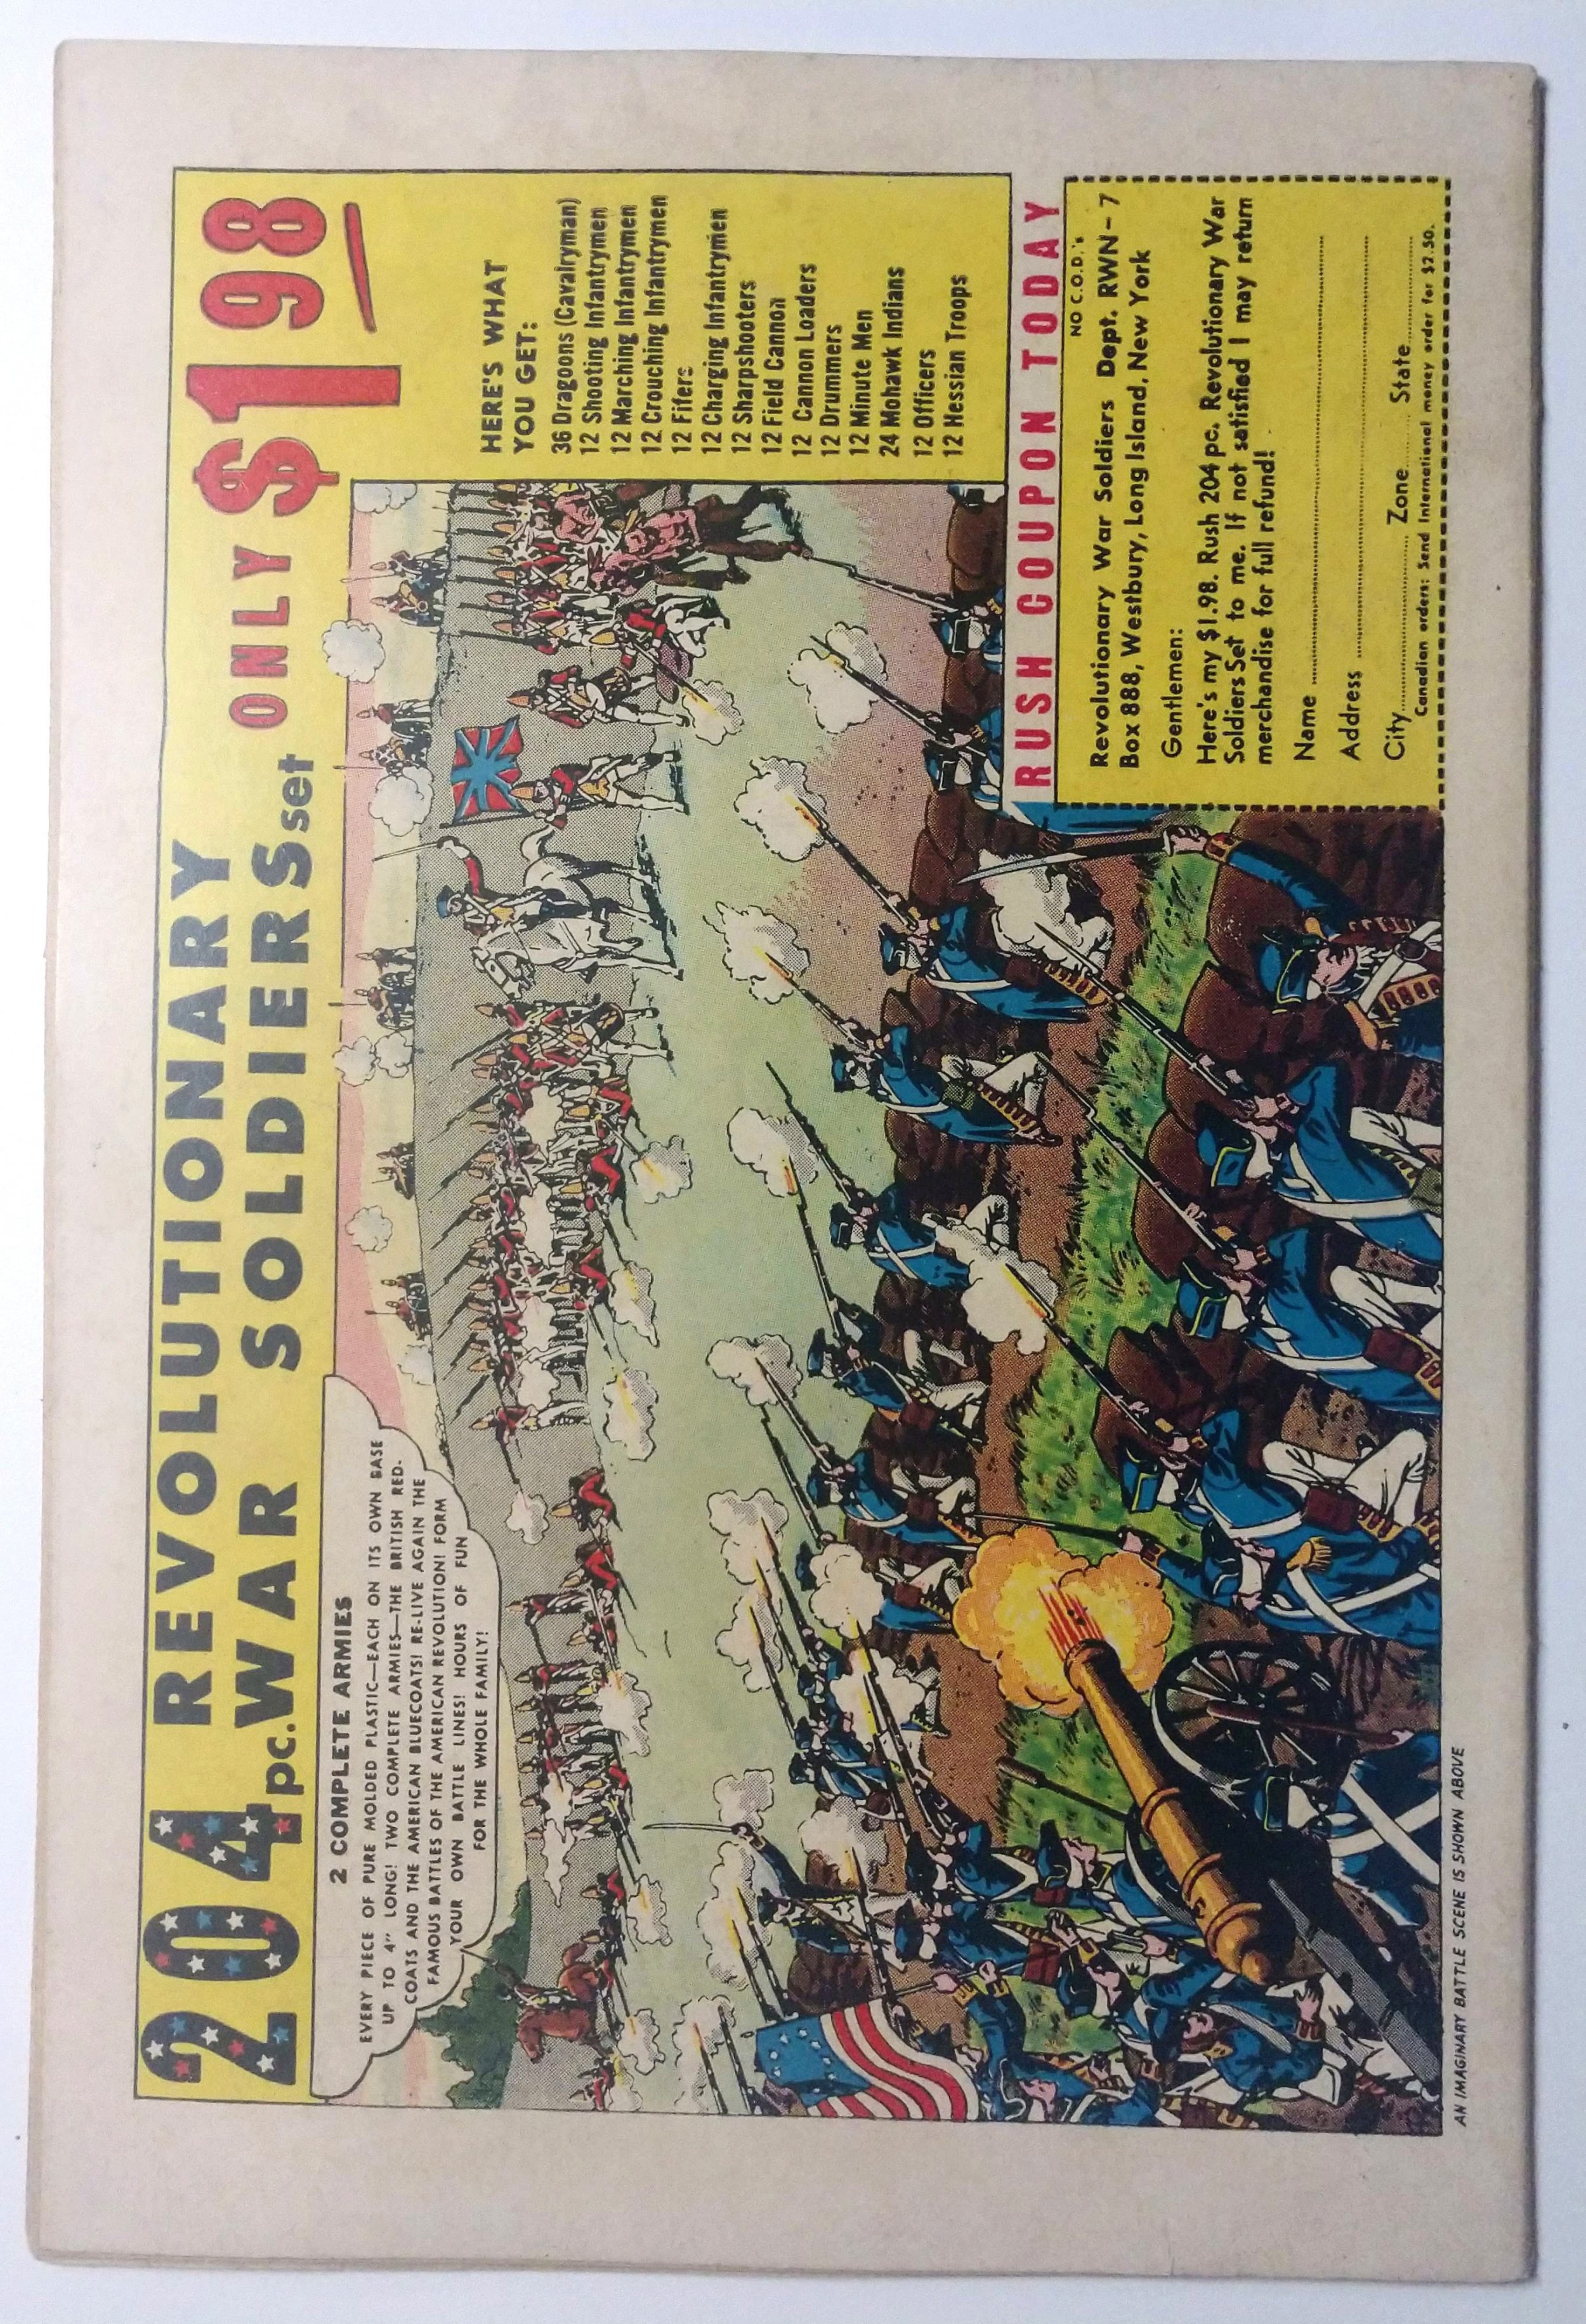 204 REVOLUTIONARY
pc. WAR SOLDIERS set ONLY $1 98
2 COMPLETE ARMIES
EVERY PIECE OF PURE MOLDED PLASTIC—EACH ON ITS OWN BASE
UP TO 4" LONG! TWO COMPLETE ARMIES—THE BRITISH RED-
COATS AND THE AMERICAN BLUECOATS! RE-LIVE AGAIN THE
FAMOUS BATTLES OF THE AMERICAN REVOLUTION! FORM
YOUR OWN BATTLE LINES! HOURS OF FUN
FOR THE WHOLE FAMILY!
HERE'S WHAT
YOU GET:
36 Dragoons (Cavalryman)
12 Shooting Infantrymen
12 Marching Infantrymen
12 Crouching Infantrymen
12 Fifers
12 Charging Infantrymen
12 Sharpshooters
12 Field Cannon
12 Cannon Loaders
12 Drummers
12 Minute Men
24 Mohawk Indians
12 Officers
12 Hessian Troops
RUSH COUPON TODAY
NO C.O.D.'s
Revolutionary War Soldiers Dept. RWN-7
Box 888, Westbury, Long Island, New York
Gentlemen:
Here's my $1.98. Rush 204 pc. Revolutionary War
Soldiers Set to me. If not satisfied I may return
merchandise for full refund!
Name
Address
City Zone State
Canadian orders: Send International money order for $2.50.
AN IMAGINARY BATTLE SCENE IS SHOWN ABOVE